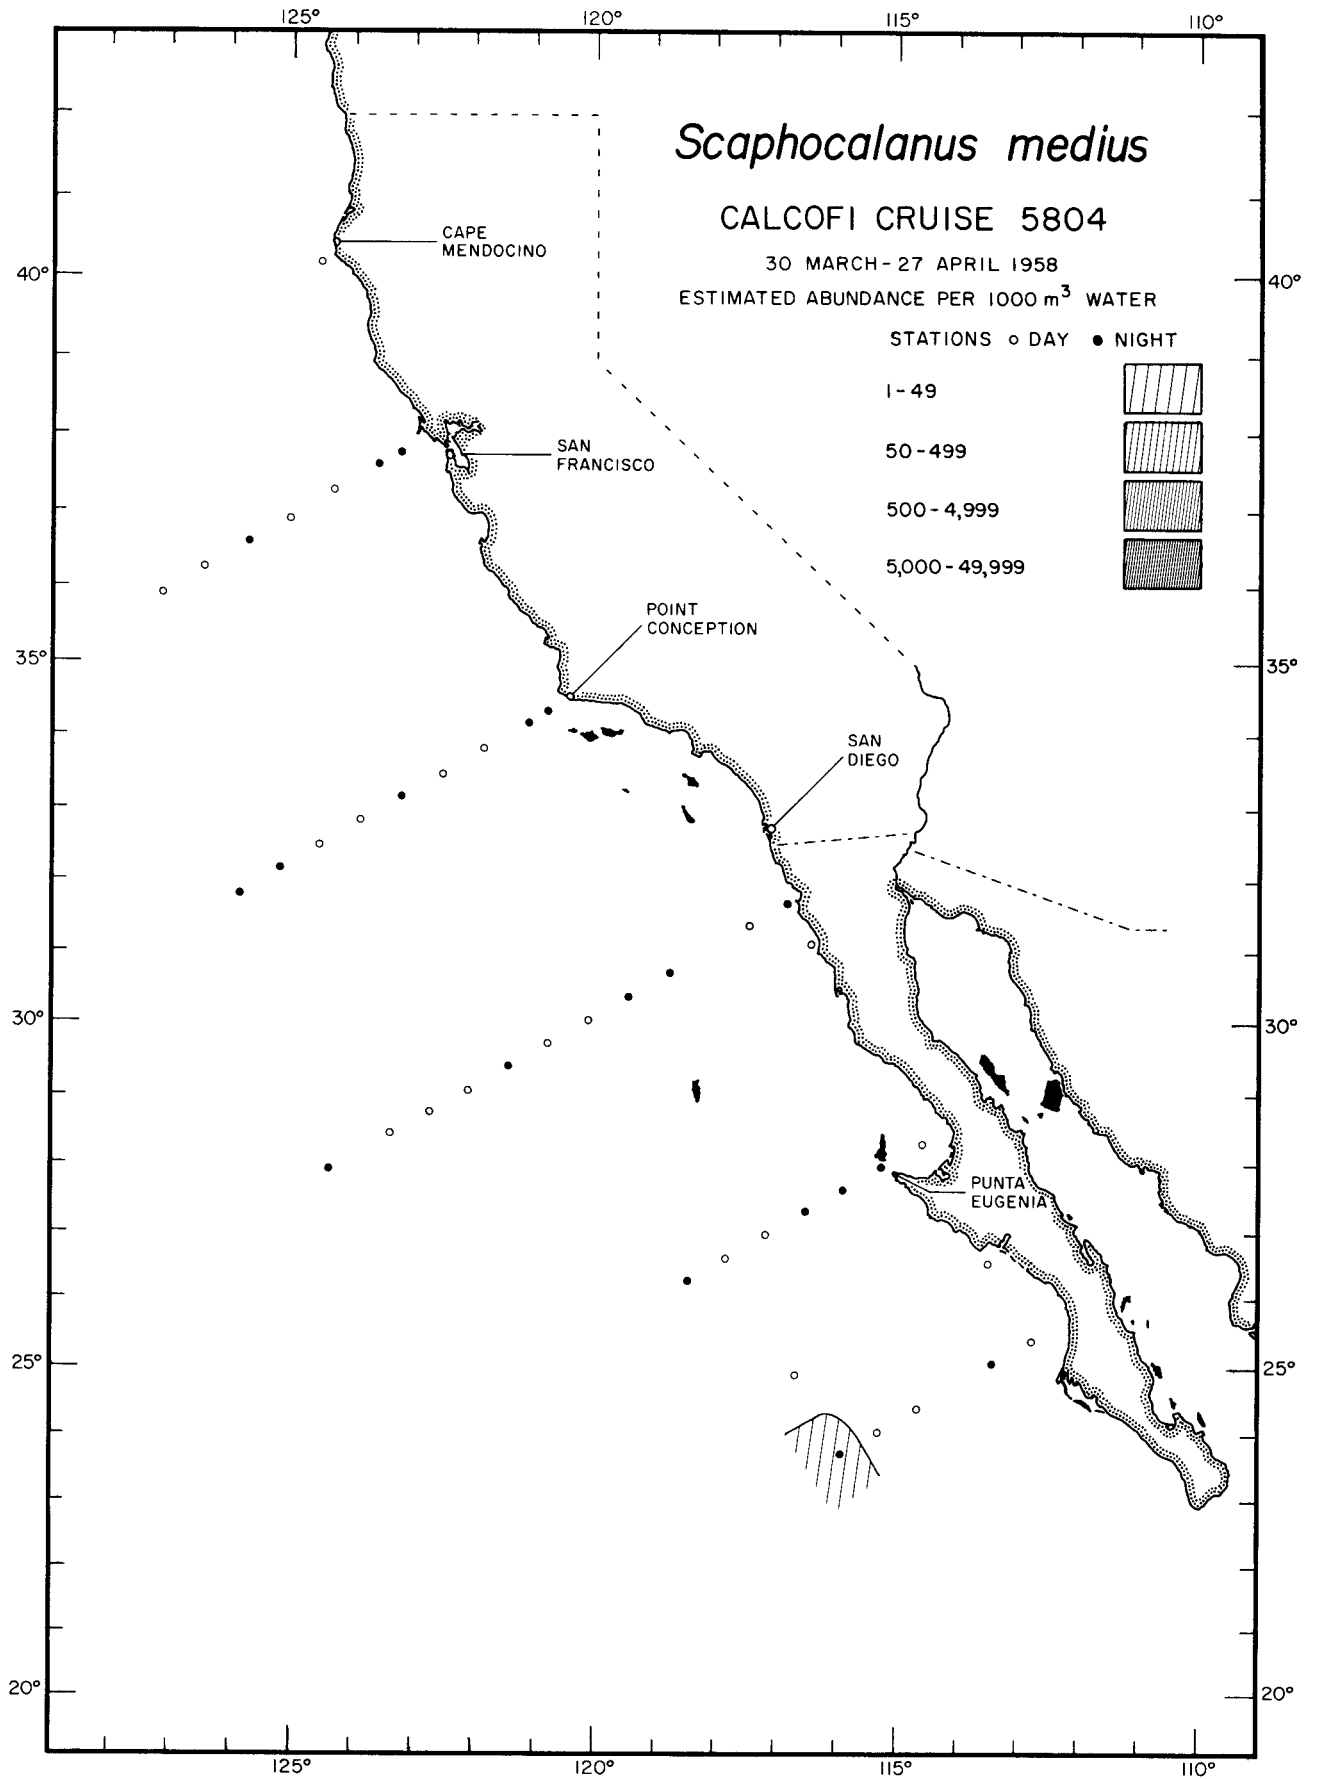 125° 120° 115° 110°
Scaphocalanus medius
CALCOFI CRUISE 5804
30 MARCH-27 APRIL 1958
ESTIMATED ABUNDANCE PER 1000 m³ WATER
STATIONS ○ DAY ● NIGHT
1-49
50-499
500-4,999
5,000-49,999
CAPE
MENDOCINO
40° 40°
SAN
FRANCISCO
POINT
CONCEPTION
35° 35°
SAN
DIEGO
30° 30°
PUNTA
EUGENIA
25° 25°
20° 20°
125° 120° 115° 110°